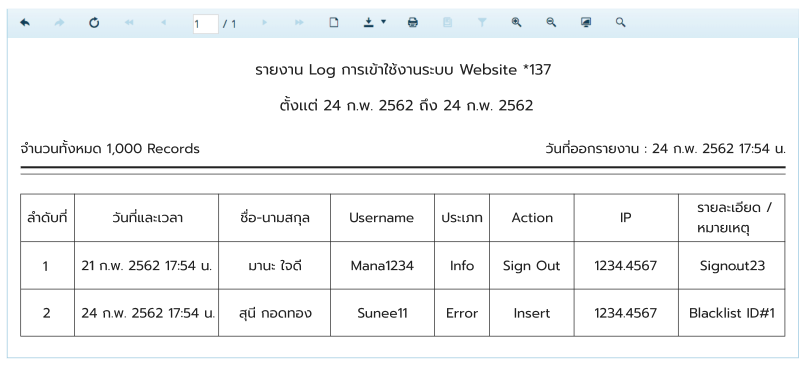 1 / 1
รายงาน Log การเข้าใช้งานระบบ Website *137
ตั้งแต่ 24 ก.พ. 2562 ถึง 24 ก.พ. 2562
จำนวนทั้งหมด 1,000 Records วันที่ออกรายงาน : 24 ก.พ. 2562 17:54 น.
ลำดับที่ วันที่และเวลา ชื่อ-นามสกุล Username ประเภท Action IP รายละเอียด /
หมายเหตุ
1 21 ก.พ. 2562 17:54 น. มานะ ใจดี Mana1234 Info Sign Out 1234.4567 Signout23
2 24 ก.พ. 2562 17:54 น. สุนี กอดทอง Sunee11 Error Insert 1234.4567 Blacklist ID#1